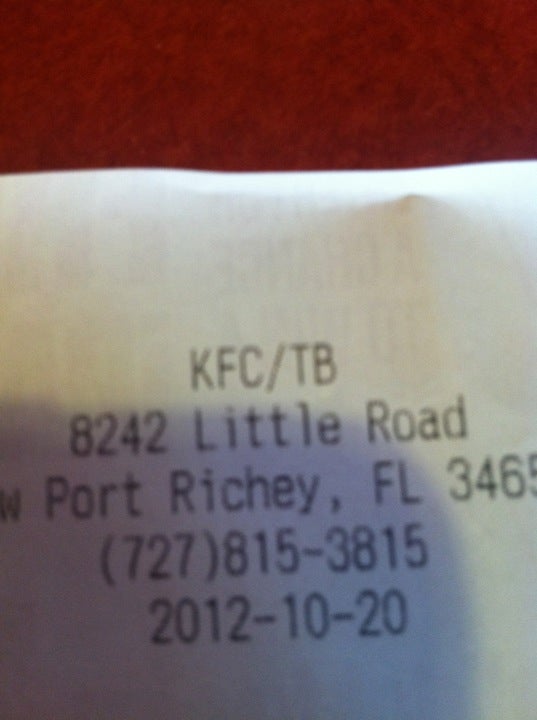 KFC/TB
8242 Little Road
w Port Richey, FL 3465
(727)815-3815
2012-10-20